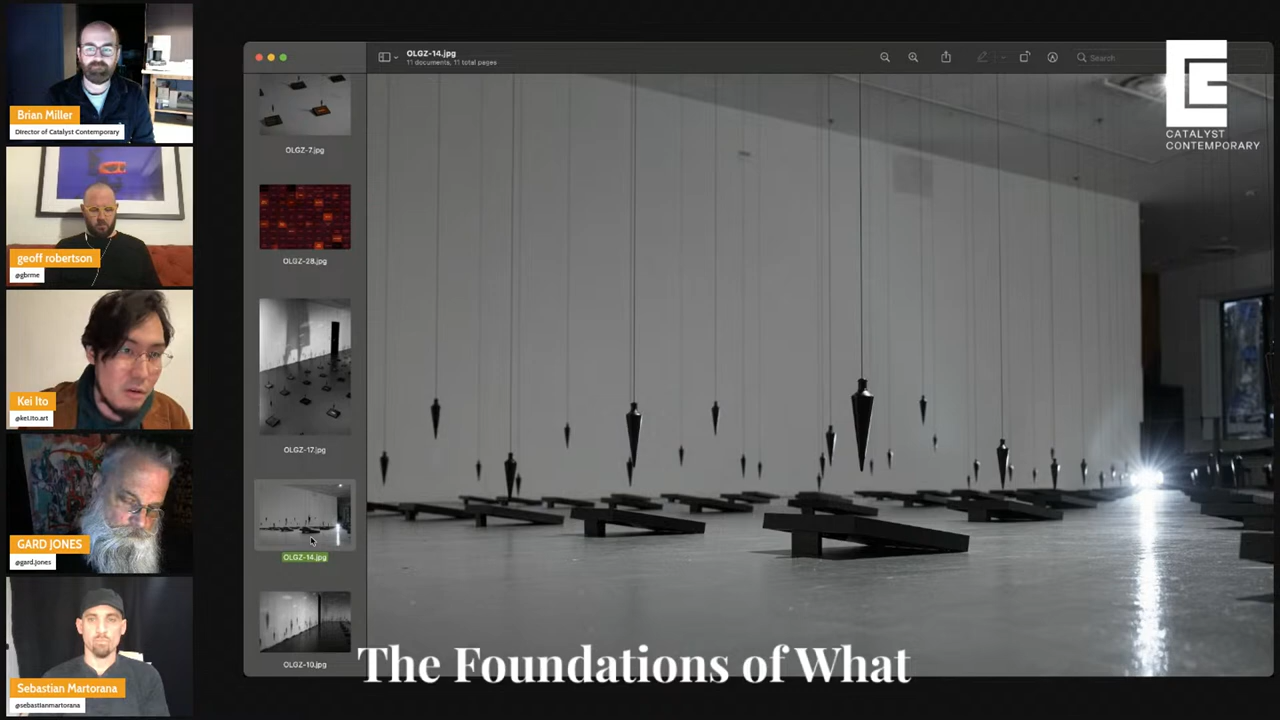 Brian Miller
Director of Catalyst Contemporary
geoff robertson
@gbrme
Kei Ito
@kei.ito.art
GARD JONES
@gard.jones
Sebastian Martorana
@sebastianmartorana
OLGZ-14.jpg
11 documents, 11 total pages
Search
OLGZ-7.jpg
OLGZ-28.jpg
OLGZ-17.jpg
OLGZ-14.jpg
OLGZ-10.jpg
CATALYST
CONTEMPORARY
The Foundations of What